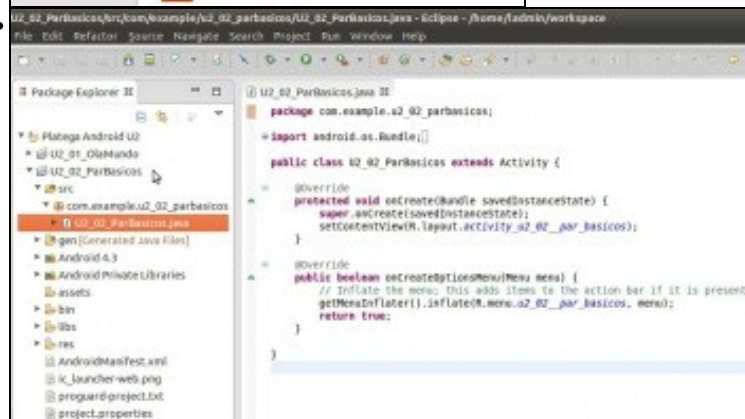 U2_02_ParBasicos/src/com/example/u2_02_parbasicos/U2_02_ParBasicos.java - Eclipse - /home/ladmin/workspace
File Edit Refactor Source Navigate Search Project Run Window Help
Package Explorer
Platega Android U2
U2_01_OlaMundo
U2_02_ParBasicos
src
com.example.u2_02_parbasicos
U2_02_ParBasicos.java
gen [Generated Java Files]
Android 4.3
Android Private Libraries
assets
bin
libs
res
AndroidManifest.xml
ic_launcher-web.png
proguard-project.txt
project.properties
U2_02_ParBasicos.java
package com.example.u2_02_parbasicos;
import android.os.Bundle;
public class U2_02_ParBasicos extends Activity {
@Override
protected void onCreate(Bundle savedInstanceState) {
super.onCreate(savedInstanceState);
setContentView(R.layout.activity_u2_02__par_basicos);
}
@Override
public boolean onCreateOptionsMenu(Menu menu) {
// Inflate the menu; this adds items to the action bar if it is present
getMenuInflater().inflate(R.menu.u2_02__par_basicos, menu);
return true;
}
}